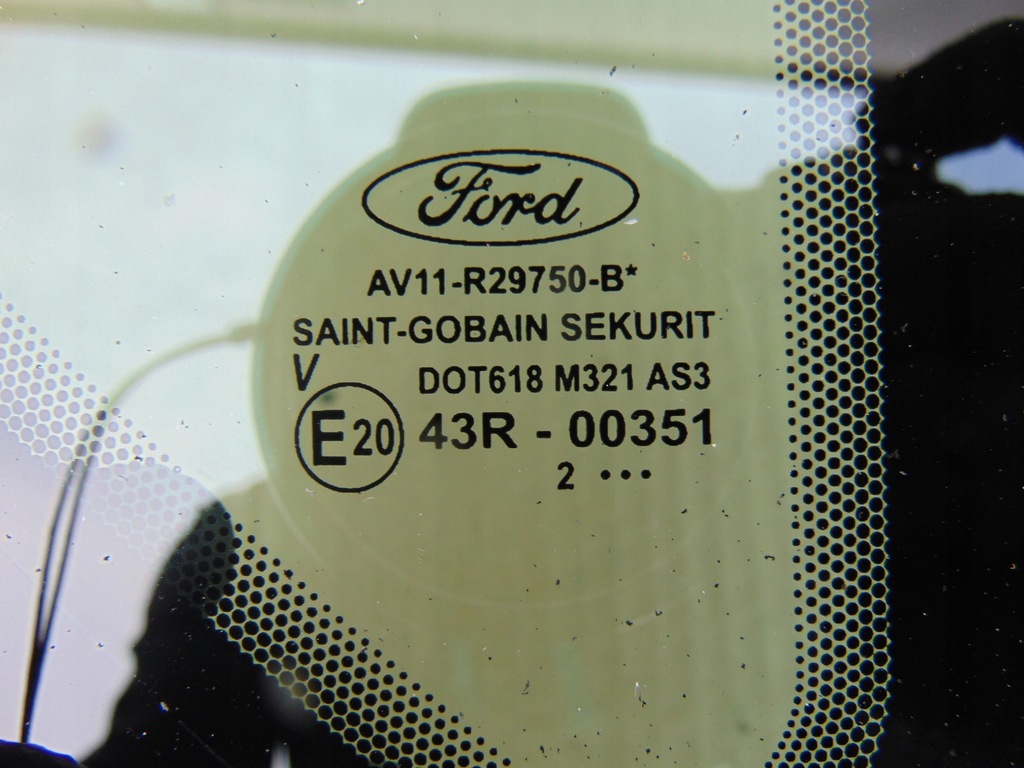 Ford
AV11-R29750-B*
SAINT-GOBAIN SEKURIT
V DOT618 M321 AS3
E20 43R - 00351
2 •••